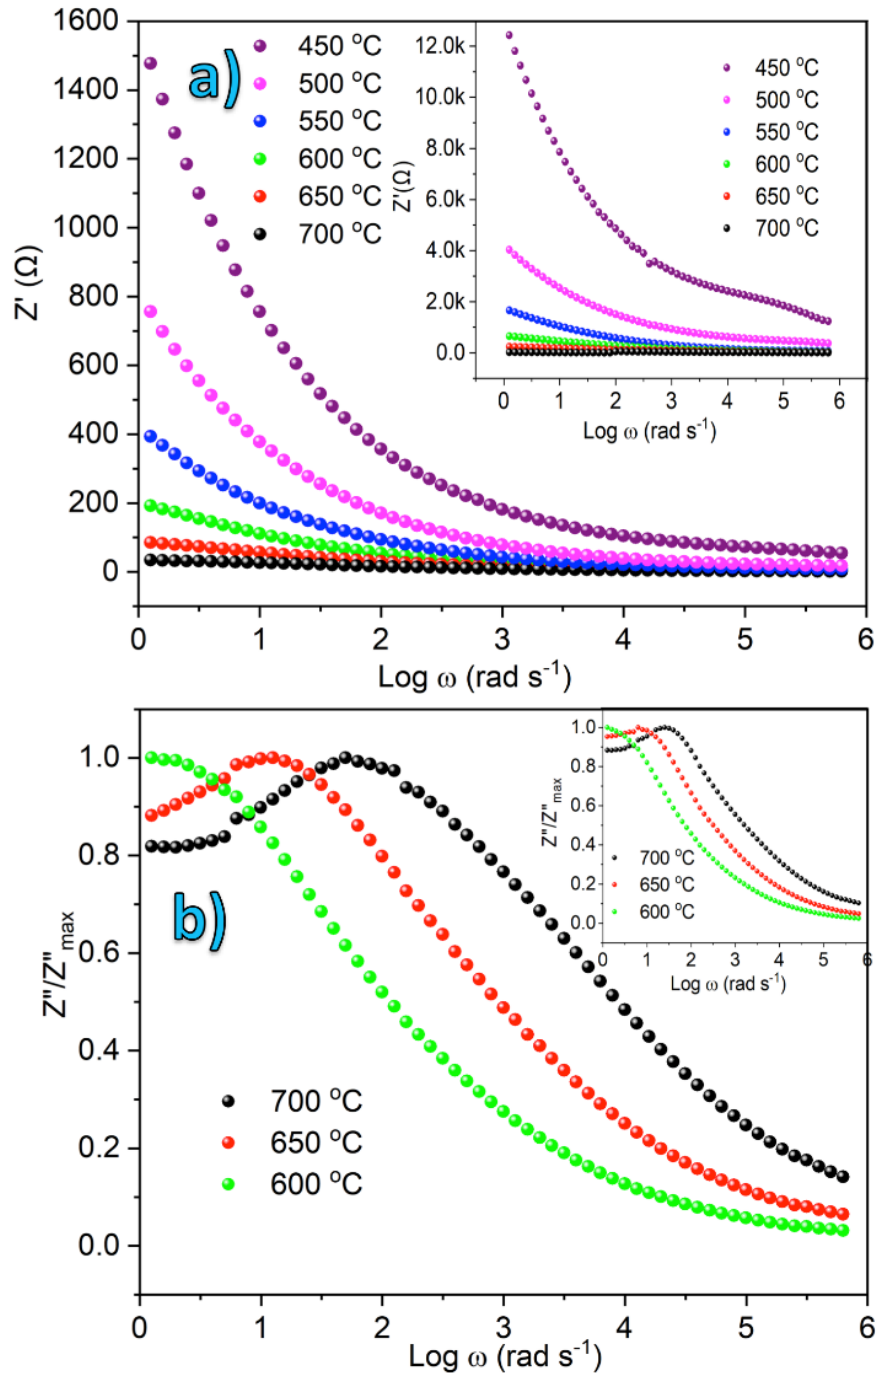 a)
1600
1400
1200
1000
800
600
400
200
0
Z' (Ω)
450 °C
500 °C
550 °C
600 °C
650 °C
700 °C
0 1 2 3 4 5 6
Log ω (rad s⁻¹)
12.0k
10.0k
8.0k
6.0k
4.0k
2.0k
0.0
Z'(Ω)
450 °C
500 °C
550 °C
600 °C
650 °C
700 °C
0 1 2 3 4 5 6
Log ω (rad s⁻¹)
b)
1.0
0.8
0.6
0.4
0.2
0.0
Z"/Z"max
700 °C
650 °C
600 °C
0 1 2 3 4 5 6
Log ω (rad s⁻¹)
1.0
0.8
0.6
0.4
0.2
0.0
Z"/Z"max
700 °C
650 °C
600 °C
0 1 2 3 4 5 6
Log ω (rad s⁻¹)